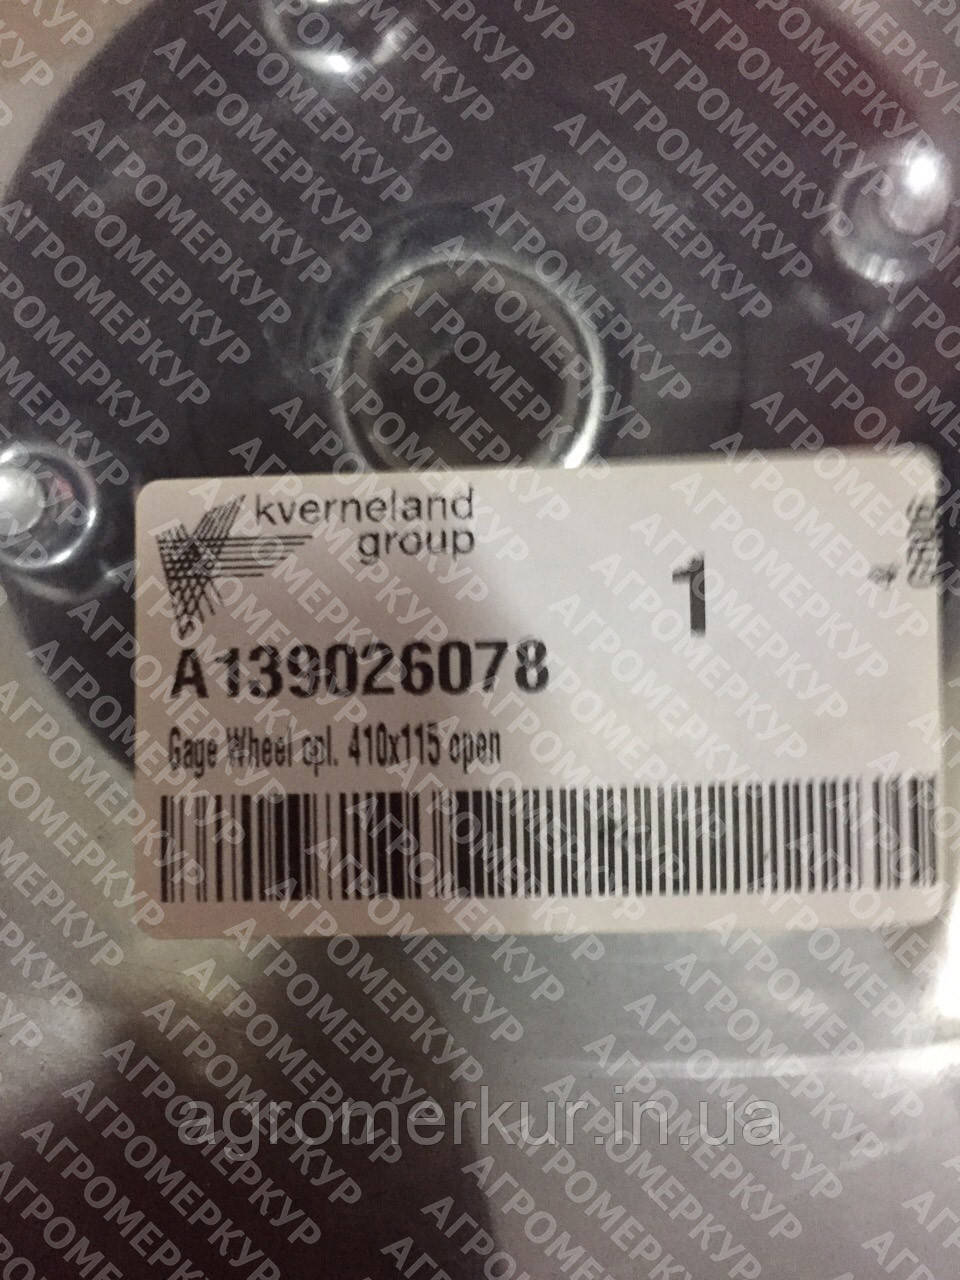 kverneland
group
1
A139026078
Gage Wheel cpl. 410x115 open
agromerkur.in.ua
АГРОМЕРКУР